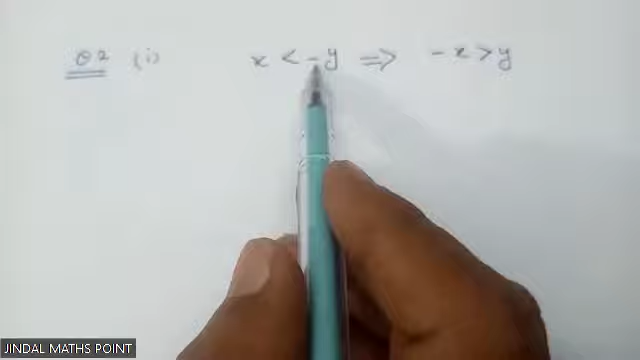 Q2 (i) x < -y ⇒ -x > y
JINDAL MATHS POINT